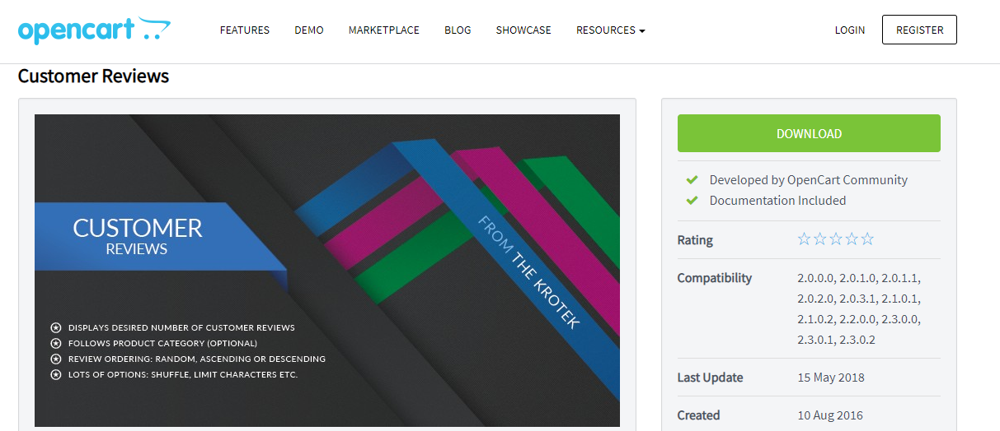 opencart
FEATURES
DEMO
MARKETPLACE
BLOG
SHOWCASE
RESOURCES
LOGIN
REGISTER
Customer Reviews
CUSTOMER
REVIEWS
FROM THE KROTEK
DISPLAYS DESIRED NUMBER OF CUSTOMER REVIEWS
FOLLOWS PRODUCT CATEGORY (OPTIONAL)
REVIEW ORDERING: RANDOM, ASCENDING OR DESCENDING
LOTS OF OPTIONS: SHUFFLE, LIMIT CHARACTERS ETC.
DOWNLOAD
Developed by OpenCart Community
Documentation Included
Rating
Compatibility
2.0.0.0, 2.0.1.0, 2.0.1.1,
2.0.2.0, 2.0.3.1, 2.1.0.1,
2.1.0.2, 2.2.0.0, 2.3.0.0,
2.3.0.1, 2.3.0.2
Last Update 15 May 2018
Created 10 Aug 2016